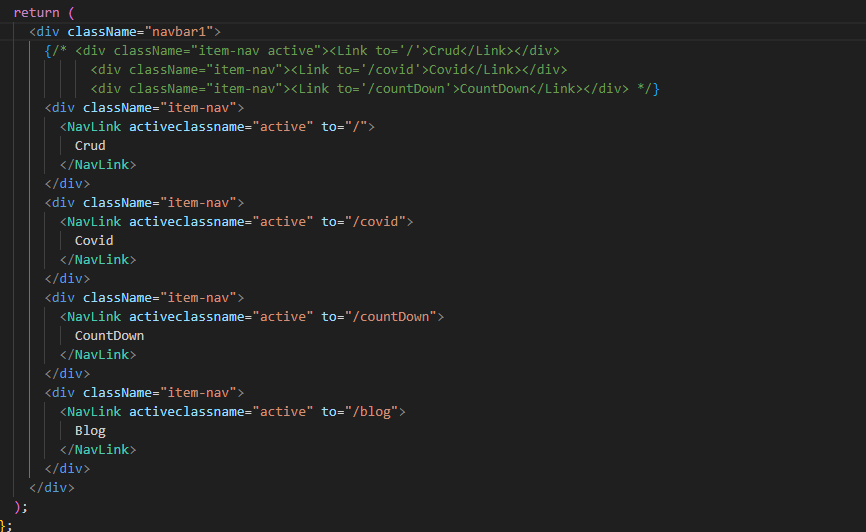 return (
<div className="navbar1">
{/* <div className="item-nav active"><Link to='/'>Crud</Link></div>
<div className="item-nav"><Link to='/covid'>Covid</Link></div>
<div className="item-nav"><Link to='/countDown'>CountDown</Link></div> */}
<div className="item-nav">
<NavLink activeclassname="active" to="/">
Crud
</NavLink>
</div>
<div className="item-nav">
<NavLink activeclassname="active" to="/covid">
Covid
</NavLink>
</div>
<div className="item-nav">
<NavLink activeclassname="active" to="/countDown">
CountDown
</NavLink>
</div>
<div className="item-nav">
<NavLink activeclassname="active" to="/blog">
Blog
</NavLink>
</div>
</div>
);
};